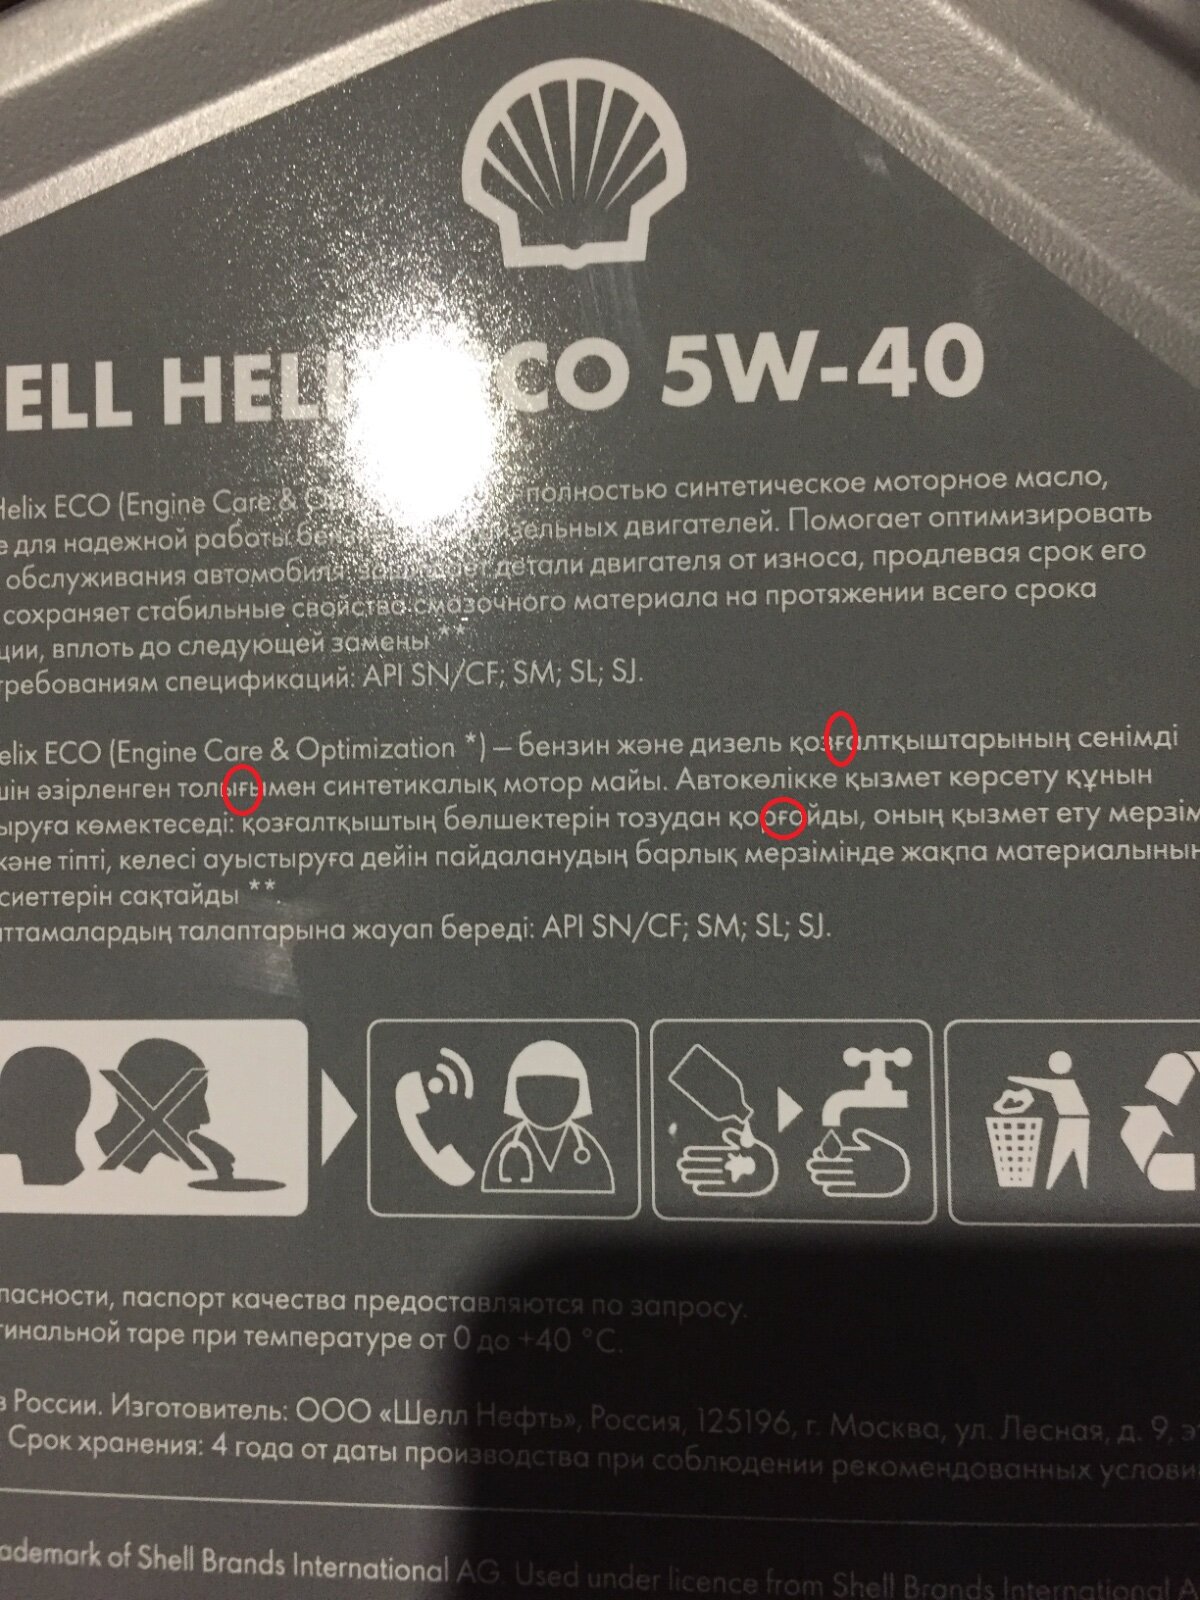 ELL HEL CO 5W-40
Helix ECO (Engine Care & полностью синтетическое моторное масло,
е для надежной работы двигателей. Помогает оптимизировать
обслуживания автомобиля, детали двигателя от износа, продлевая срок его
сохраняет стабильные свойства смазочного материала на протяжении всего срока
ции, вплоть до следующей замены **
требованиям спецификаций: API SN/CF; SM; SL; SJ.
elix ECO (Engine Care & Optimization *) – бензин және дизель қозғалтқыштарының сенімді
шін әзірленген толығымен синтетикалық мотор майы. Автокөлікке қызмет көрсету құнын
ыруға көмектеседі: қозғалтқыштың бөлшектерін тозудан қорғойды, оның қызмет ету мерзім
және тіпті, келесі ауыстыруға дейін пайдаланудың барлық мерзімінде жақпа материалының
сиеттерін сақтайды **.
ттамалардың талаптарына жауап береді: API SN/CF; SM; SL; SJ.
пасности, паспорт качества предоставляются по запросу.
гинальной таре при температуре от 0 до +40 °C.
в России. Изготовитель: ООО «Шелл Нефть», Россия, 125196, г. Москва, ул. Лесная, д. 9, э
Срок хранения: 4 года от даты производства при соблюдении рекомендованных услови
ademark of Shell Brands International AG. Used under licence from Shell Brands International A